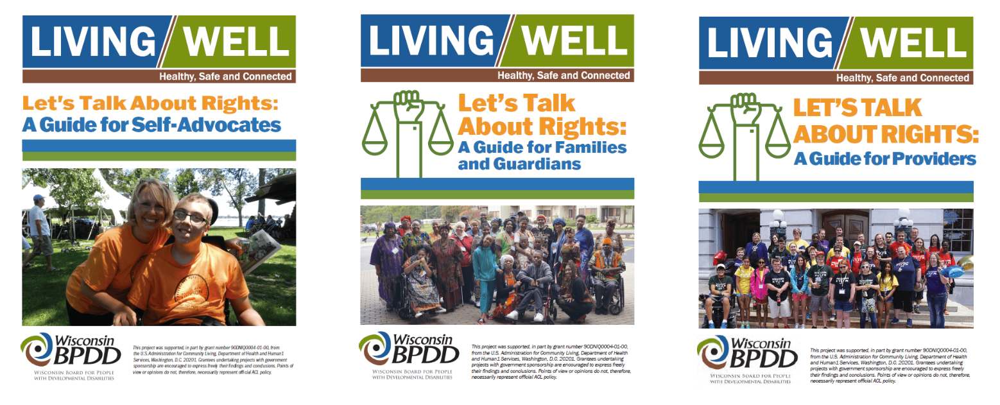 LIVING/WELL
Healthy, Safe and Connected
Let's Talk About Rights:
A Guide for Self-Advocates
Wisconsin
BPDD
WISCONSIN BOARD FOR PEOPLE
WITH DEVELOPMENTAL DISABILITIES
This project was supported, in part by grant number 90DNIQ0004-01-00, from
the U.S. Administration for Community Living, Department of Health and Human1
Services, Washington, D.C. 20201. Grantees undertaking projects with government
sponsorship are encouraged to express freely their findings and conclusions. Points of
view or opinions do not, therefore, necessarily represent official ACL policy.
LIVING/WELL
Healthy, Safe and Connected
Let's Talk
About Rights:
A Guide for Families
and Guardians
Wisconsin
BPDD
WISCONSIN BOARD FOR PEOPLE
WITH DEVELOPMENTAL DISABILITIES
This project was supported, in part by grant number 90DNIQ0004-01-00,
from the U.S. Administration for Community Living, Department of Health
and Human1 Services, Washington, D.C. 20201. Grantees undertaking
projects with government sponsorship are encouraged to express freely
their findings and conclusions. Points of view or opinions do not, therefore,
necessarily represent official ACL policy.
LIVING/WELL
Healthy, Safe and Connected
LET'S TALK
ABOUT RIGHTS:
A Guide for Providers
Wisconsin
BPDD
WISCONSIN BOARD FOR PEOPLE
WITH DEVELOPMENTAL DISABILITIES
This project was supported, in part by grant number 90DNIQ0004-01-00,
from the U.S. Administration for Community Living, Department of Health
and Human1 Services, Washington, D.C. 20201. Grantees undertaking
projects with government sponsorship are encouraged to express freely
their findings and conclusions. Points of view or opinions do not, therefore,
necessarily represent official ACL policy.